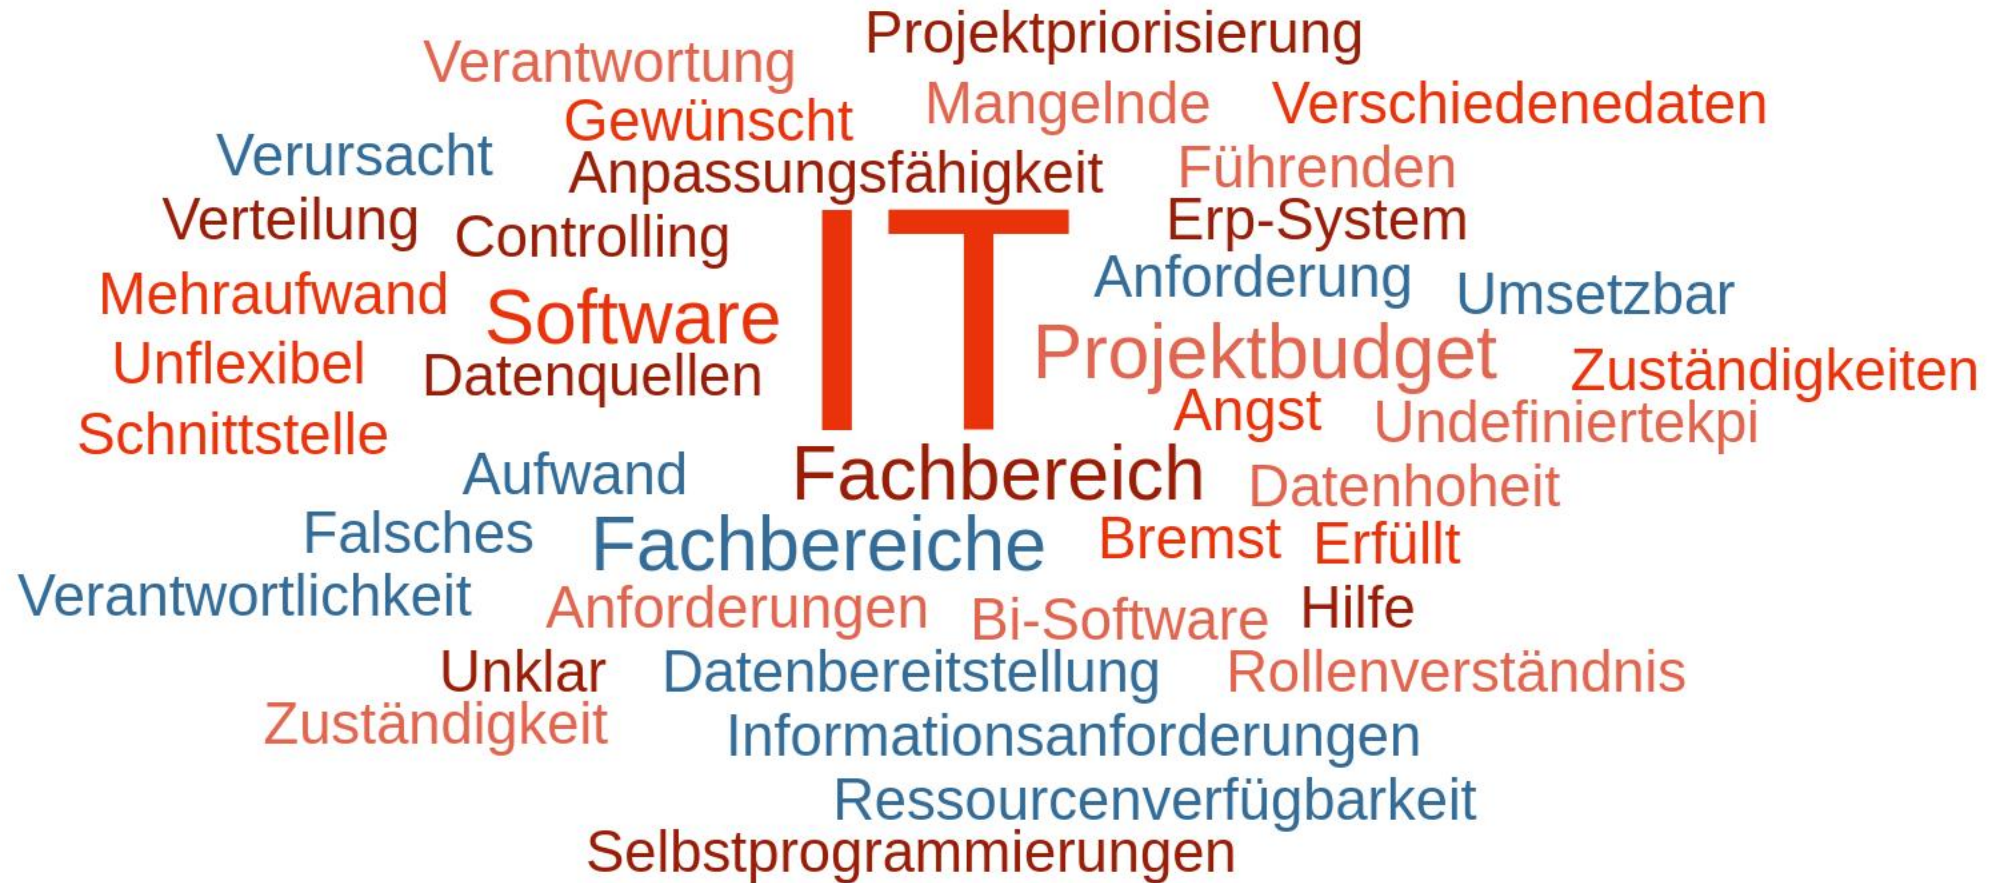 Projektpriorisierung
Verantwortung
Gewünscht Mangelnde Verschiedenedaten
Verursacht Anpassungsfähigkeit Führenden
Verteilung Controlling IT Erp-System
Anforderung Umsetzbar
Mehraufwand Software Projektbudget
Unflexibel Datenquellen Zuständigkeiten
Angst Undefiniertekpi
Schnittstelle
Aufwand Fachbereich Datenhoheit
Falsches Fachbereiche Bremst Erfüllt
Verantwortlichkeit Anforderungen Bi-Software Hilfe
Unklar Datenbereitstellung Rollenverständnis
Zuständigkeit Informationsanforderungen
Ressourcenverfügbarkeit
Selbstprogrammierungen